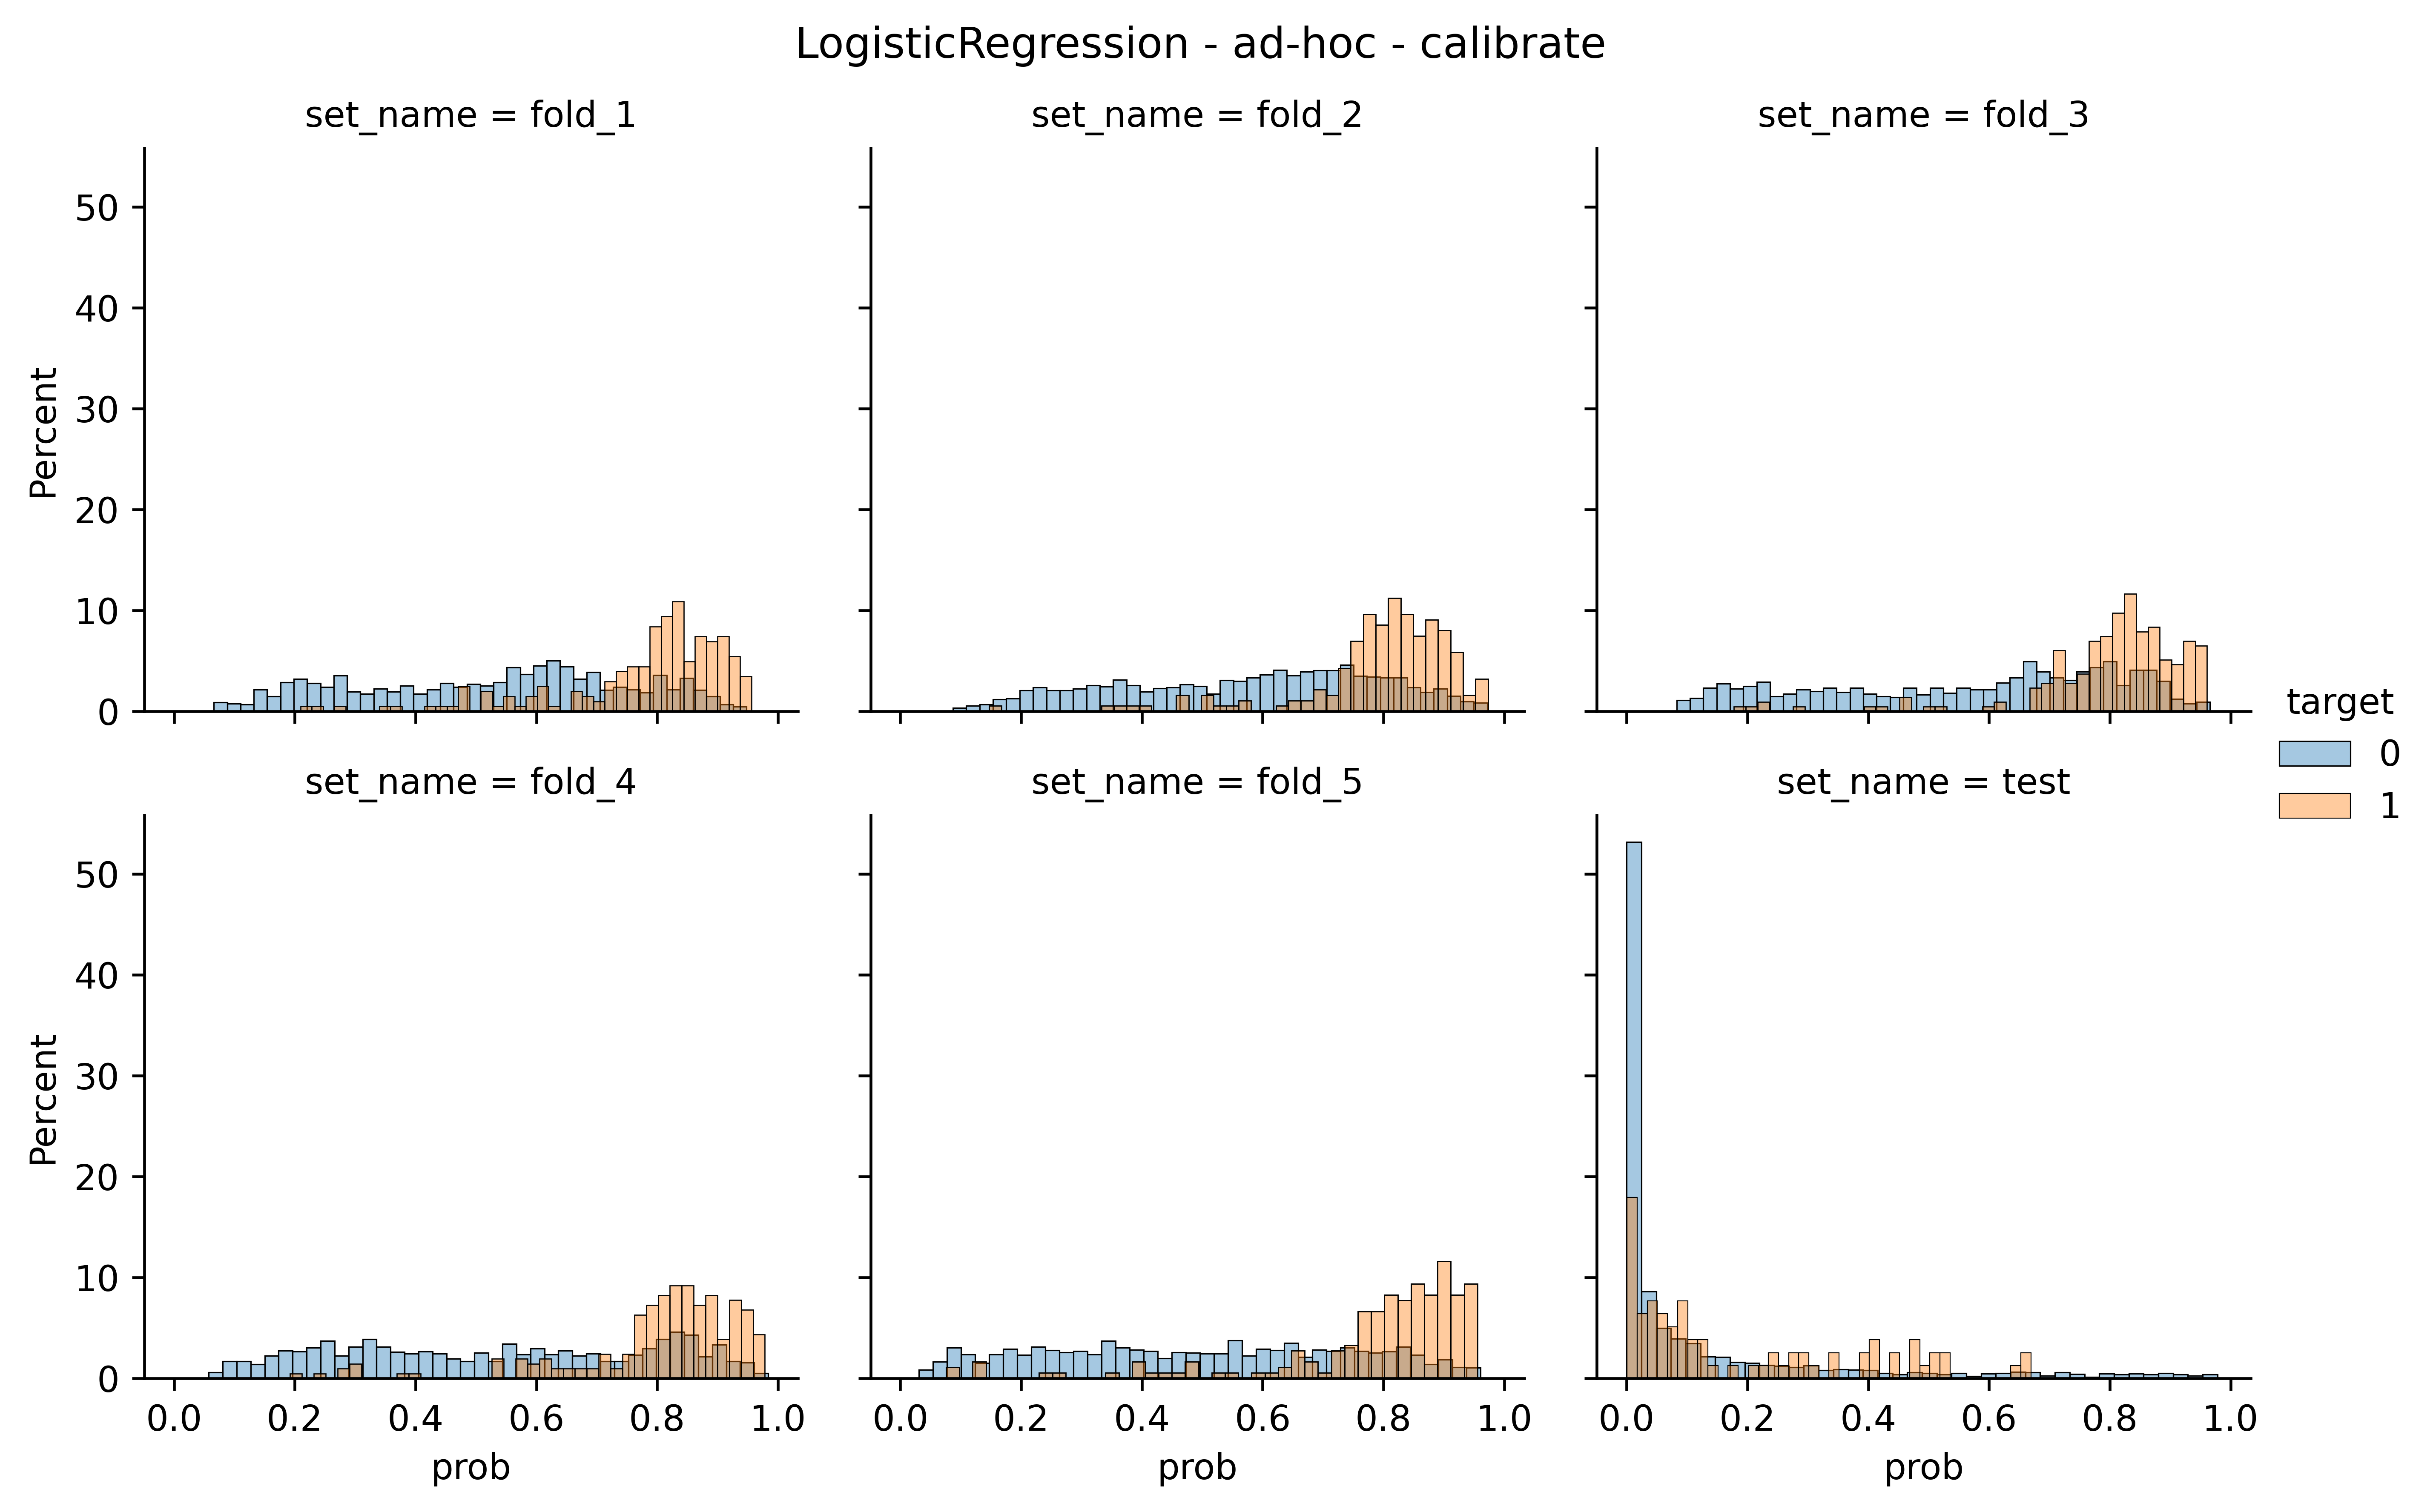 LogisticRegression - ad-hoc - calibrate
set_name = fold_1
set_name = fold_2
set_name = fold_3
50
40
30
20
10
0
Percent
target
0
1
set_name = fold_4
set_name = fold_5
set_name = test
50
40
30
20
10
0
Percent
0.0 0.2 0.4 0.6 0.8 1.0
0.0 0.2 0.4 0.6 0.8 1.0
0.0 0.2 0.4 0.6 0.8 1.0
prob
prob
prob